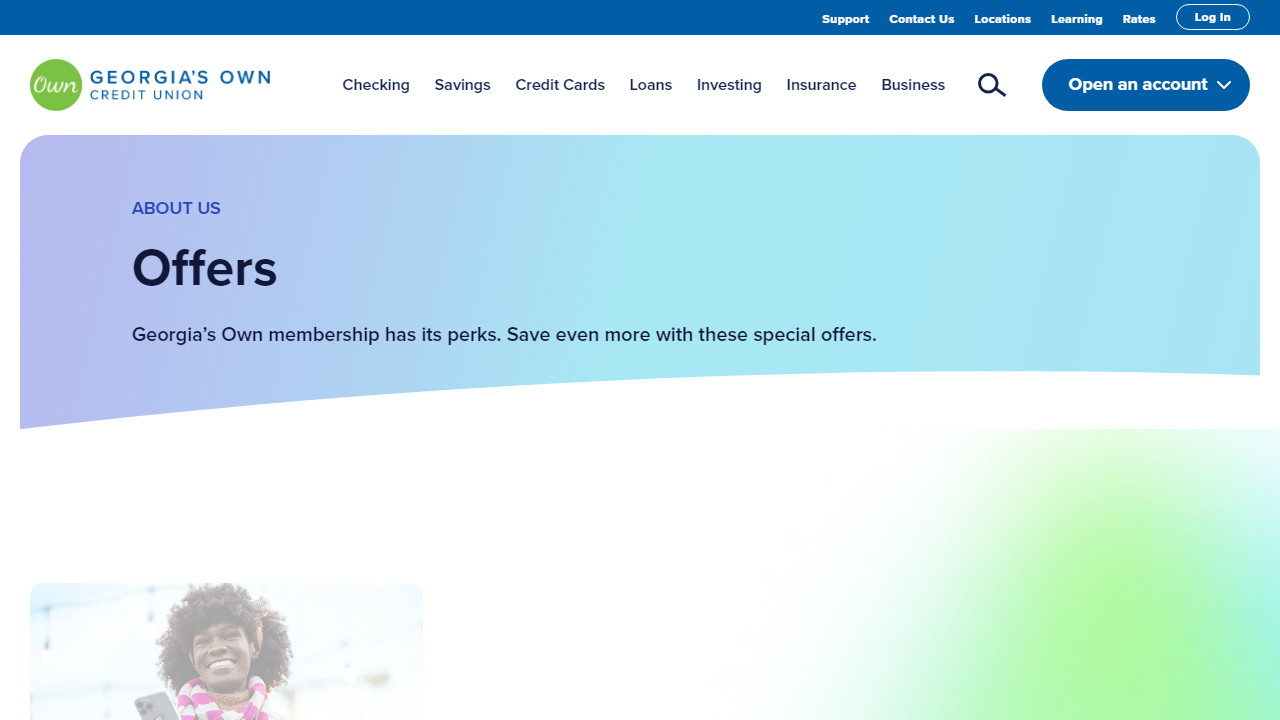 Support Contact Us Locations Learning Rates Log In
Own GEORGIA'S OWN
CREDIT UNION
Checking Savings Credit Cards Loans Investing Insurance Business Open an account
ABOUT US
Offers
Georgia’s Own membership has its perks. Save even more with these special offers.